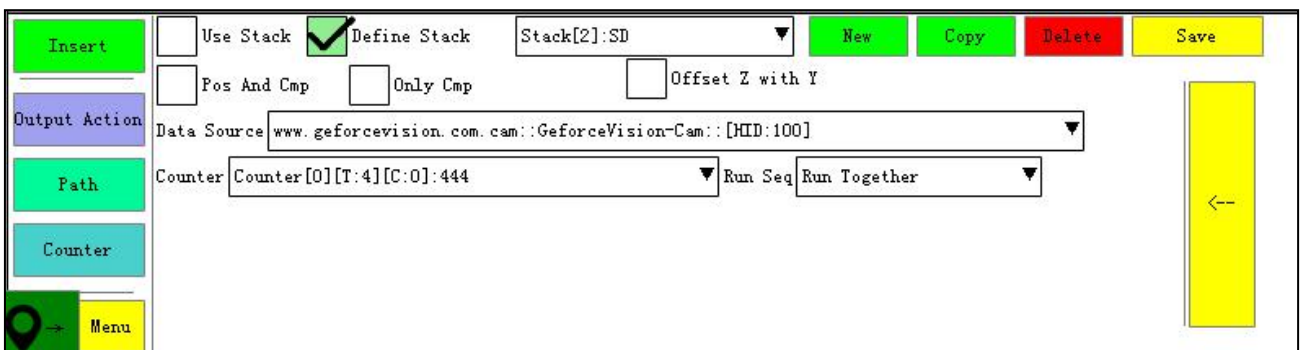 Insert
Use Stack
Define Stack
Stack[2]:SD
New
Copy
Delete
Save
Pos And Cmp
Only Cmp
Offset Z with Y
Output Action
Data Source
www.geforcevision.com.cam::GeforceVision-Cam::[HID:100]
Path
Counter
Counter[0][T:4][C:0]:444
Run Seq
Run Together
<--
Counter
Menu